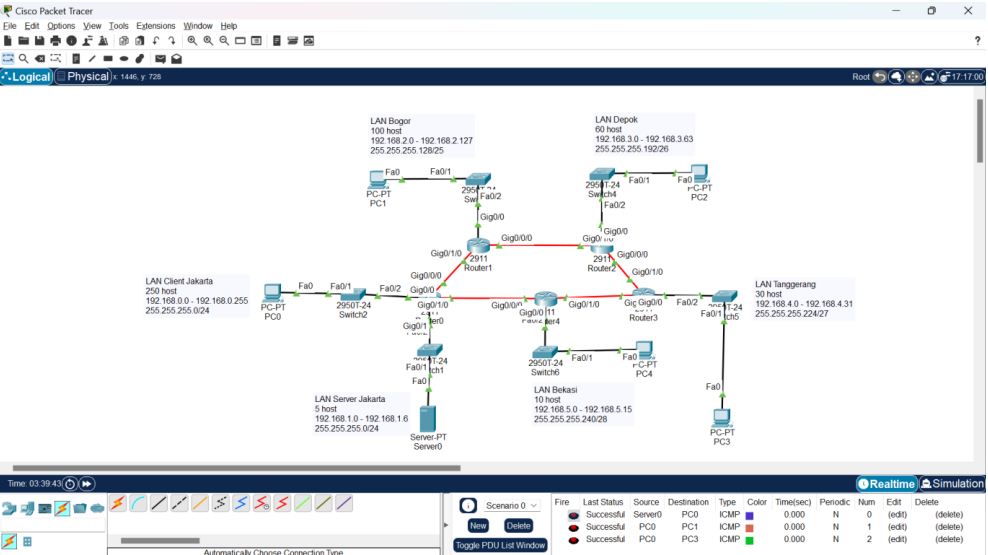 Cisco Packet Tracer
File Edit Options View Tools Extensions Window Help
?
Logical Physical x: 1446, y: 728
Root 17:17:00
LAN Bogor
100 host
192.168.2.0 - 192.168.2.127
255.255.255.128/25
LAN Depok
60 host
192.168.3.0 - 192.168.3.63
255.255.255.192/26
Fa0 Fa0/1
PC-PT
PC1
Fa0/2
Gig0/0
2950T-24
Switch4
Fa0/1 Fa0
PC-PT
PC2
Fa0/2
Gig0/0
Gig0/0/0
Gig0/1/0
2911
Router1
2911
Router2
Gig0/0/0
Gig0/1/0
LAN Client Jakarta
250 host
192.168.0.0 - 192.168.0.255
255.255.255.0/24
Fa0 Fa0/1 Fa0/2
PC-PT
PC0
2950T-24
Switch2
Gig0/0/0
Gig0/0
Gig0/1/0
Gig0/1
Gig0/0/0
Gig0/0
Gig0/1/0
Gig0/0
Router3
Fa0/2
Fa0/1
LAN Tanggerang
30 host
192.168.4.0 - 192.168.4.31
255.255.255.224/27
Fa0/1
Fa0
2950T-24
Switch6
Fa0/1 Fa0
PC-PT
PC4
Fa0
PC-PT
PC3
LAN Server Jakarta
5 host
192.168.1.0 - 192.168.1.6
255.255.255.0/24
Server-PT
Server0
LAN Bekasi
10 host
192.168.5.0 - 192.168.5.15
255.255.255.240/28
Time: 03:39:43
Realtime Simulation
Scenario 0
New Delete
Toggle PDU List Window
Fire Last Status Source Destination Type Color Time(sec) Periodic Num Edit Delete
Successful Server0 PC0 ICMP 0.000 N 0 (edit) (delete)
Successful PC0 PC1 ICMP 0.000 N 1 (edit) (delete)
Successful PC0 PC3 ICMP 0.000 N 2 (edit) (delete)
Automatically Choose Connection Type